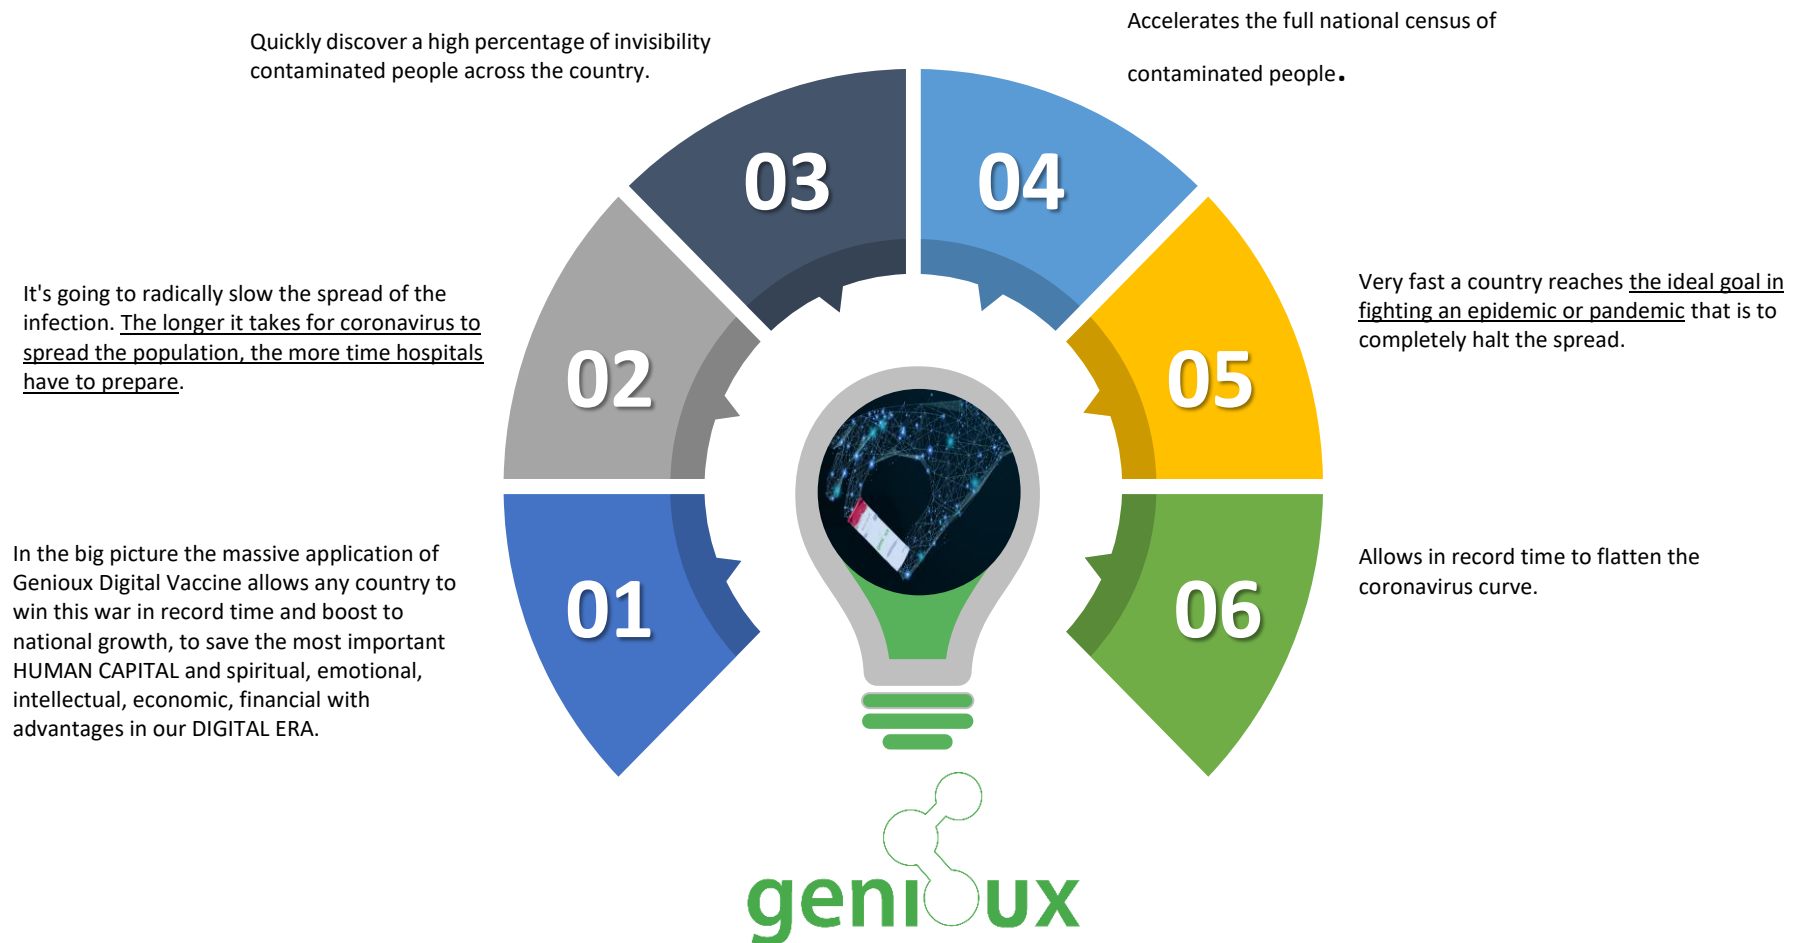 Quickly discover a high percentage of invisibility
contaminated people across the country.
Accelerates the full national census of
contaminated people.
03
04
It's going to radically slow the spread of the
infection. The longer it takes for coronavirus to
spread the population, the more time hospitals
have to prepare.
02
05
Very fast a country reaches the ideal goal in
fighting an epidemic or pandemic that is to
completely halt the spread.
In the big picture the massive application of
Genioux Digital Vaccine allows any country to
win this war in record time and boost to
national growth, to save the most important
HUMAN CAPITAL and spiritual, emotional,
intellectual, economic, financial with
advantages in our DIGITAL ERA.
01
06
Allows in record time to flatten the
coronavirus curve.
genioux